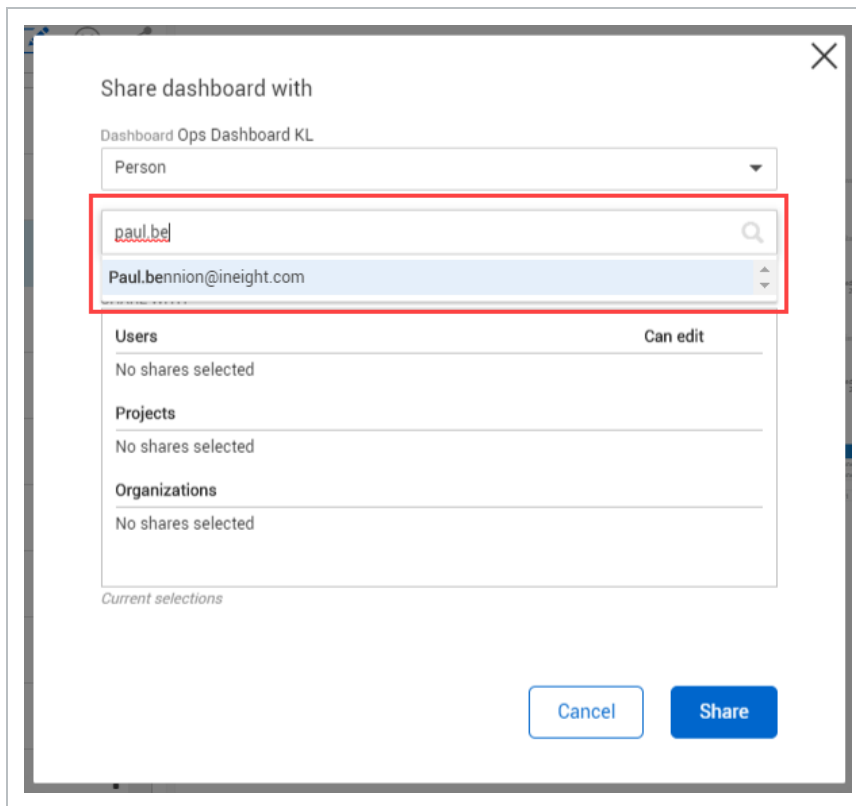 Share dashboard with
Dashboard Ops Dashboard KL
Person
paul.be
Paul.bennion@ineight.com
Users Can edit
No shares selected
Projects
No shares selected
Organizations
No shares selected
Current selections
Cancel Share